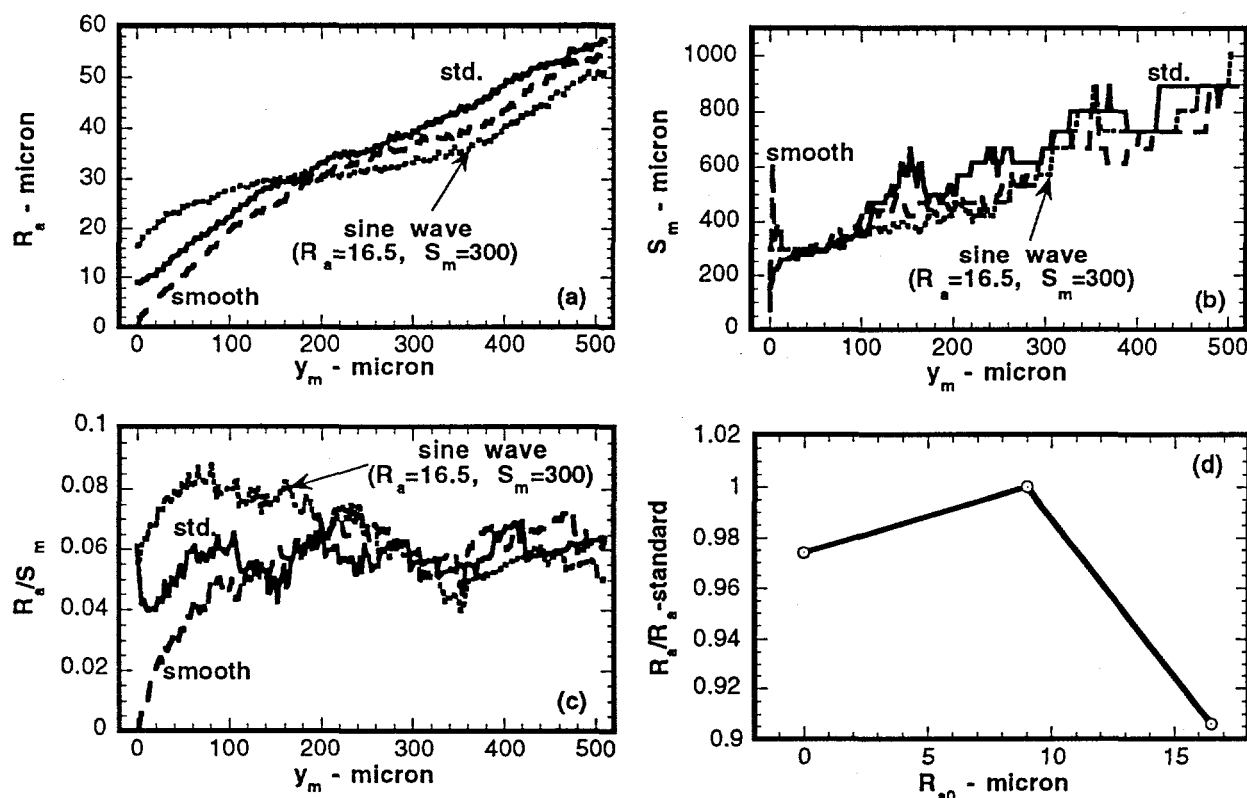 60
50
40
30
20
10
0
R_a - micron
std.
sine wave
(R_a=16.5, S_m=300)
smooth
(a)
0 100 200 300 400 500
y_m - micron
1000
800
600
400
200
0
S_m - micron
std.
smooth
sine wave
(R_a=16.5, S_m=300)
(b)
0 100 200 300 400 500
y_m - micron
0.1
0.08
0.06
0.04
0.02
0
R_a/S_m
sine wave
(R_a=16.5, S_m=300)
std.
smooth
(c)
0 100 200 300 400 500
y_m - micron
1.02
1
0.98
0.96
0.94
0.92
0.9
R_a/R_a-standard
(d)
0 5 10 15
R_a0 - micron